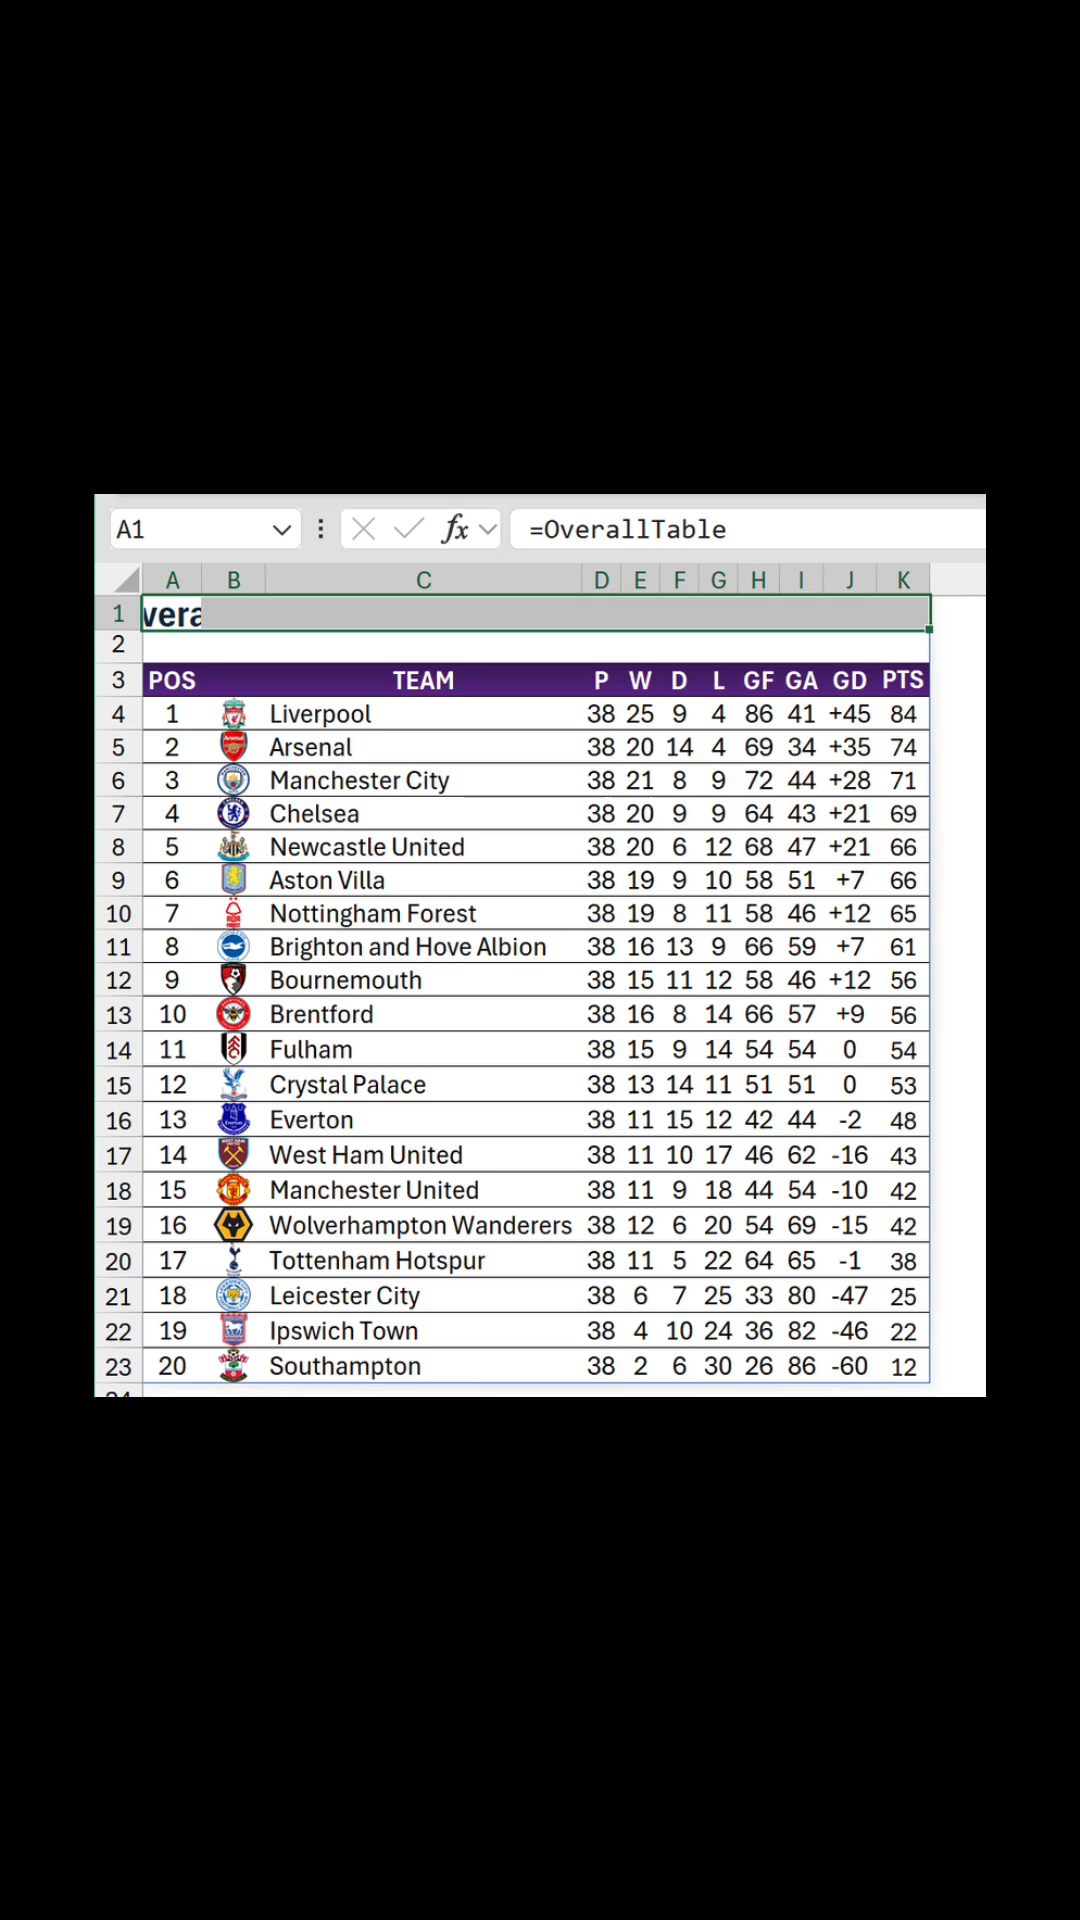 A1 fx =OverallTable
A B C D E F G H I J K
1 vera
2
3 POS TEAM P W D L GF GA GD PTS
4 1 Liverpool 38 25 9 4 86 41 +45 84
5 2 Arsenal 38 20 14 4 69 34 +35 74
6 3 Manchester City 38 21 8 9 72 44 +28 71
7 4 Chelsea 38 20 9 9 64 43 +21 69
8 5 Newcastle United 38 20 6 12 68 47 +21 66
9 6 Aston Villa 38 19 9 10 58 51 +7 66
10 7 Nottingham Forest 38 19 8 11 58 46 +12 65
11 8 Brighton and Hove Albion 38 16 13 9 66 59 +7 61
12 9 Bournemouth 38 15 11 12 58 46 +12 56
13 10 Brentford 38 16 8 14 66 57 +9 56
14 11 Fulham 38 15 9 14 54 54 0 54
15 12 Crystal Palace 38 13 14 11 51 51 0 53
16 13 Everton 38 11 15 12 42 44 -2 48
17 14 West Ham United 38 11 10 17 46 62 -16 43
18 15 Manchester United 38 11 9 18 44 54 -10 42
19 16 Wolverhampton Wanderers 38 12 6 20 54 69 -15 42
20 17 Tottenham Hotspur 38 11 5 22 64 65 -1 38
21 18 Leicester City 38 6 7 25 33 80 -47 25
22 19 Ipswich Town 38 4 10 24 36 82 -46 22
23 20 Southampton 38 2 6 30 26 86 -60 12